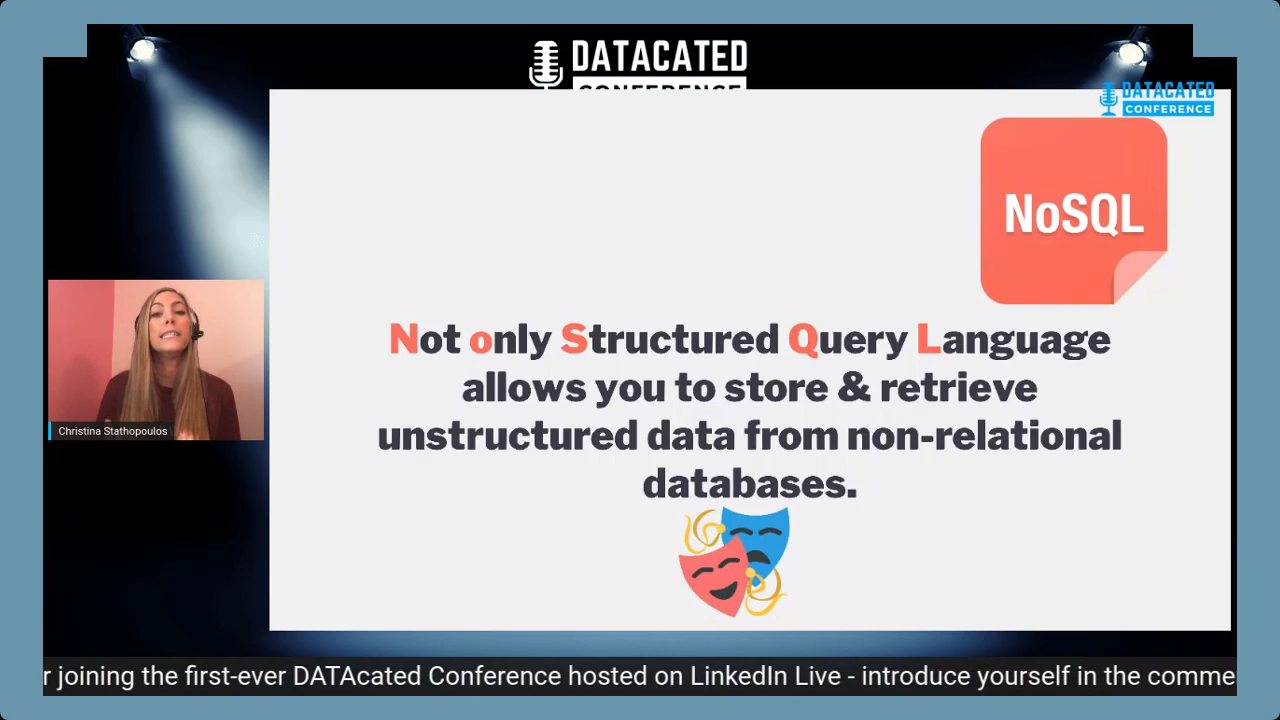 DATACATED
CONFERENCE
DATACATED
CONFERENCE
NoSQL
Not only Structured Query Language
allows you to store & retrieve
unstructured data from non-relational
databases.
Christina Stathopoulos
r joining the first-ever DATAcated Conference hosted on LinkedIn Live - introduce yourself in the comme